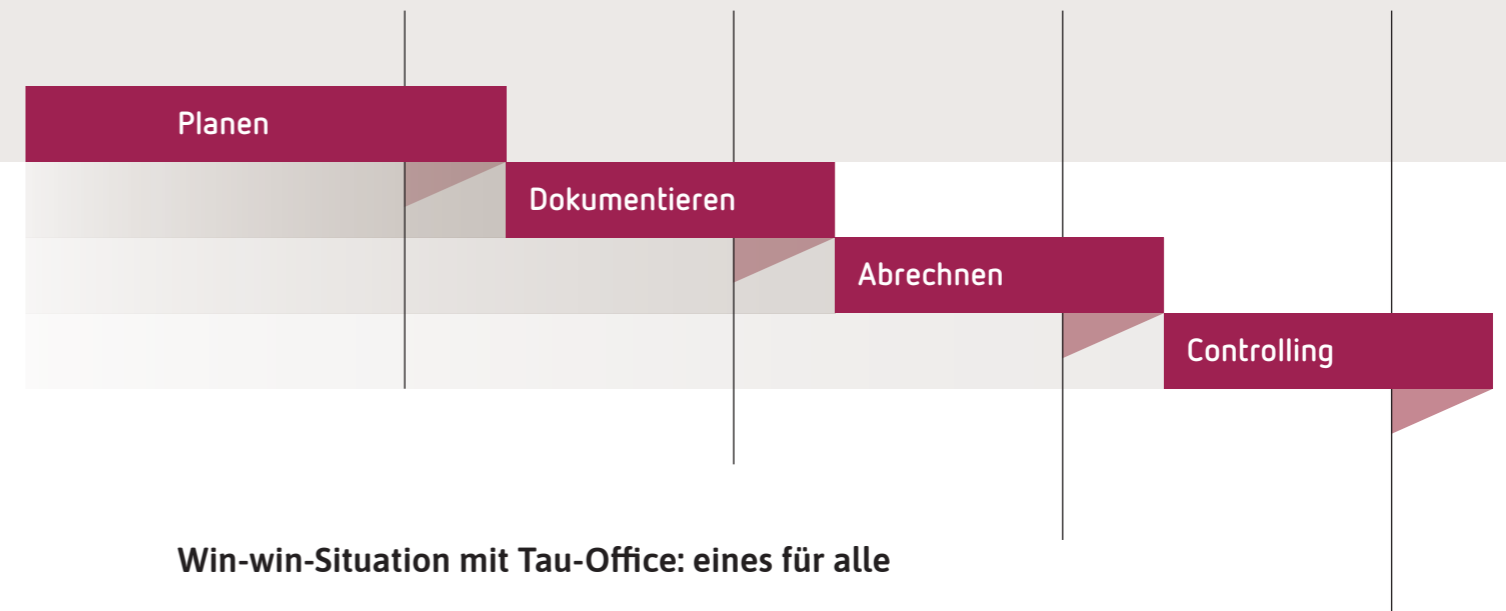 Planen
Dokumentieren
Abrechnen
Controlling
Win-win-Situation mit Tau-Office: eines für alle